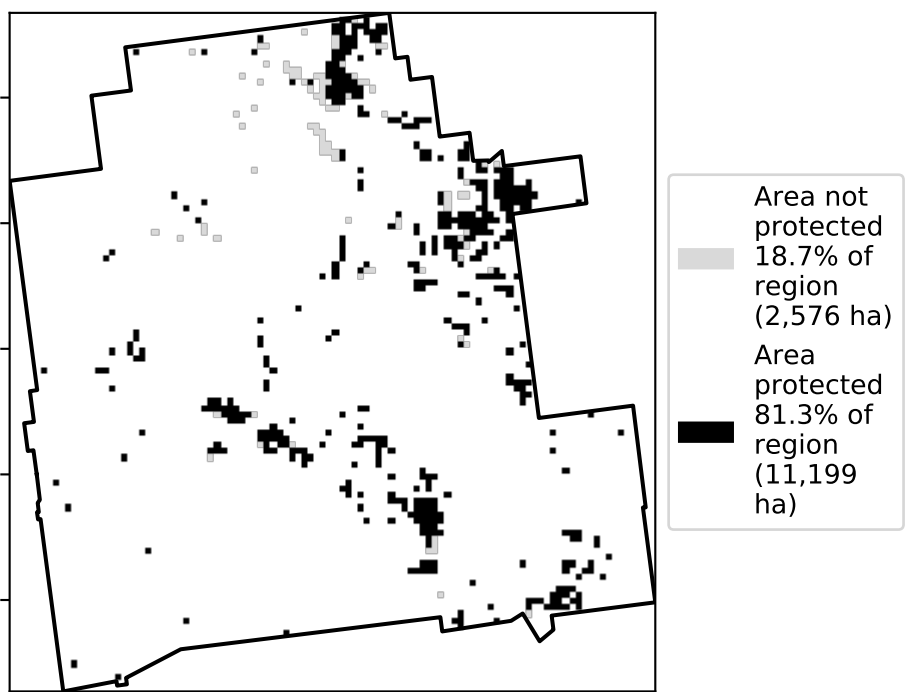 Area not
protected
18.7% of
region
(2,576 ha)
Area
protected
81.3% of
region
(11,199
ha)